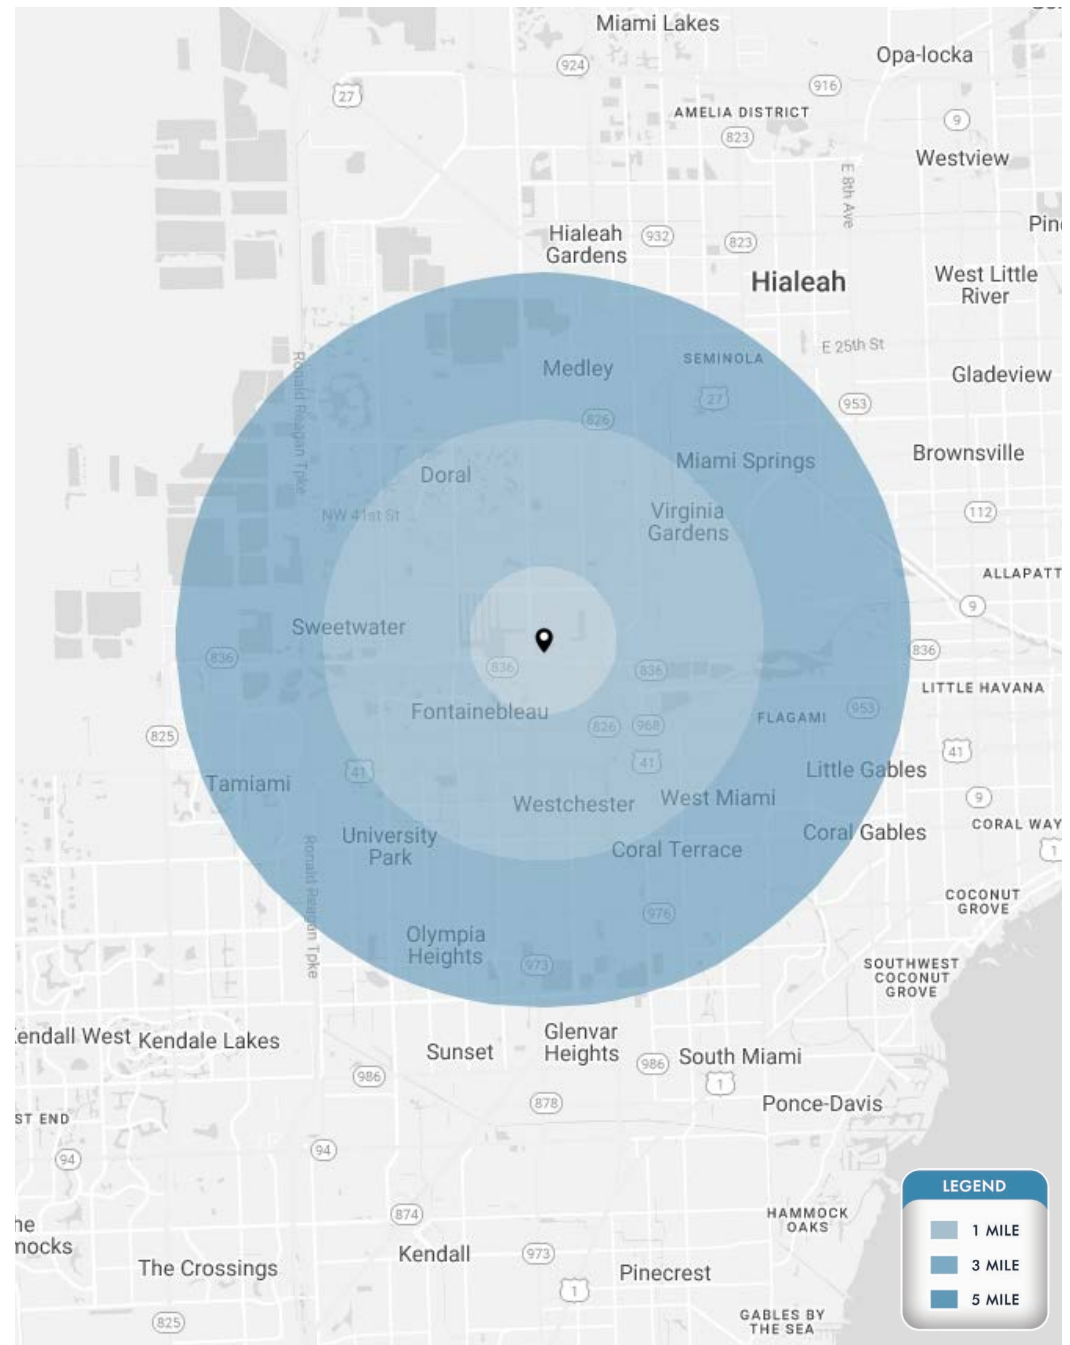 Miami Lakes
Opa-locka
924
916
27
AMELIA DISTRICT
823
9
Westview
E 8th Ave
Hialeah
Gardens
932
823
Hialeah
West Little
River
E 25th St
SEMINOLA
Medley
Gladeview
27
953
826
Ronald Reagan Tpke
Brownsville
Miami Springs
Doral
NW 41st St
Virginia
Gardens
112
9
Sweetwater
836
836
836
836
LITTLE HAVANA
Fontainebleau
953
FLAGAMI
826
968
825
41
41
41
Tamiami
Little Gables
Westchester
West Miami
9
University
Park
Coral Gables
CORAL WAY
Coral Terrace
1
Ronald Reagan Tpke
COCONUT
GROVE
976
Olympia
Heights
973
SOUTHWEST
COCONUT
GROVE
endall West
Kendale Lakes
Sunset
Glenvar
Heights
South Miami
986
986
1
878
Ponce-Davis
ST END
94
94
874
HAMMOCK
OAKS
he
mocks
Kendall
973
The Crossings
Pinecrest
1
825
GABLES BY
THE SEA
LEGEND
1 MILE
3 MILE
5 MILE